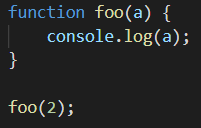 function foo(a) {
    console.log(a);
}

foo(2);